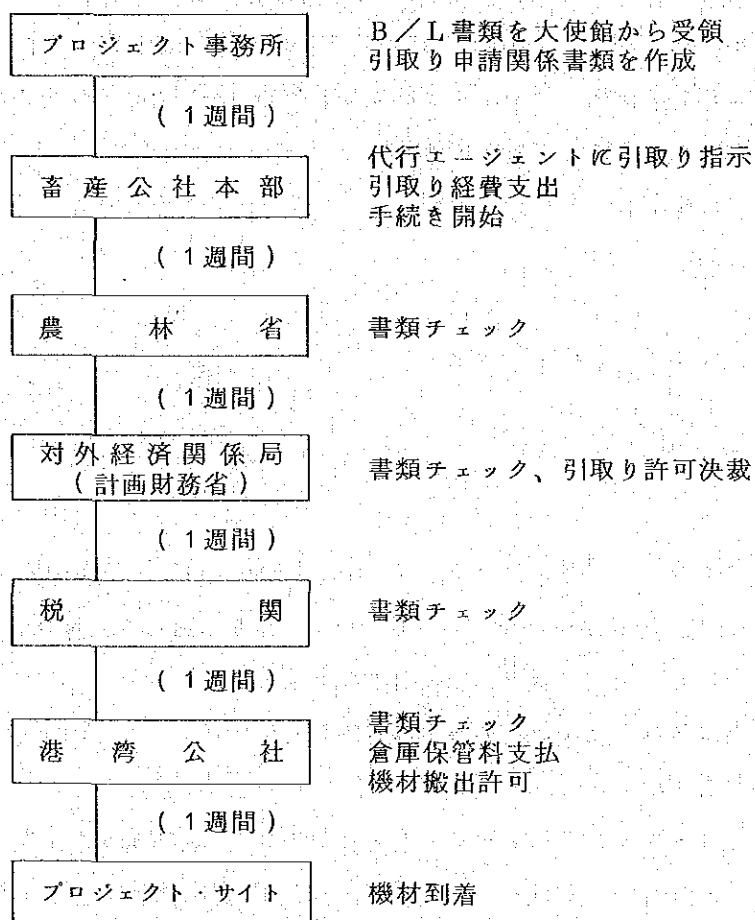 プロジェクト事務所
B/L書類を大使館から受領
引取り申請関係書類を作成
(1週間)
畜産公社本部
代行エージェントに引取り指示
引取り経費支出
手続き開始
(1週間)
農林省
書類チェック
(1週間)
対外経済関係局
(計画財務省)
書類チェック、引取り許可決裁
(1週間)
税関
書類チェック
(1週間)
港湾公社
書類チェック
倉庫保管料支払
機材搬出許可
(1週間)
プロジェクト・サイト
機材到着